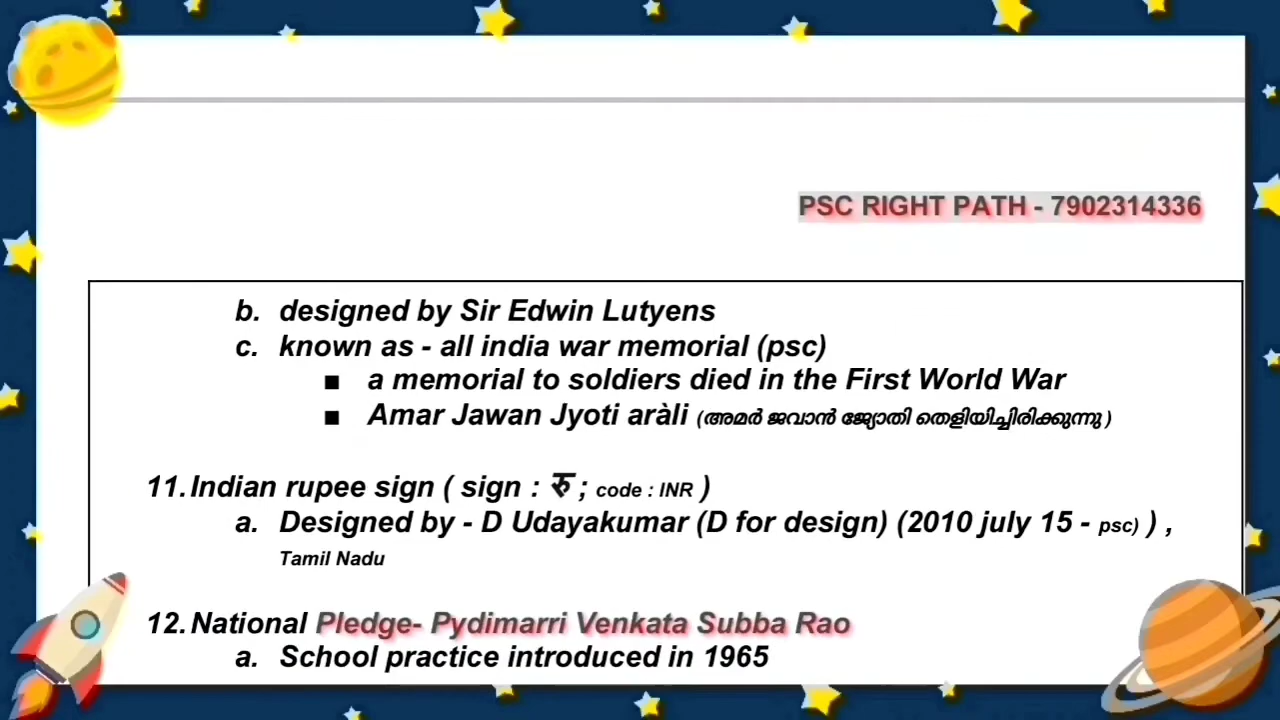 PSC RIGHT PATH - 7902314336
b. designed by Sir Edwin Lutyens
c. known as - all india war memorial (psc)
■ a memorial to soldiers died in the First World War
■ Amar Jawan Jyoti aràli (അമർ ജവാൻ ജ്യോതി തെളിയിച്ചിരിക്കുന്നു )
11. Indian rupee sign ( sign : रु ; code : INR )
a. Designed by - D Udayakumar (D for design) (2010 july 15 - psc) ) ,
Tamil Nadu
12. National Pledge- Pydimarri Venkata Subba Rao
a. School practice introduced in 1965